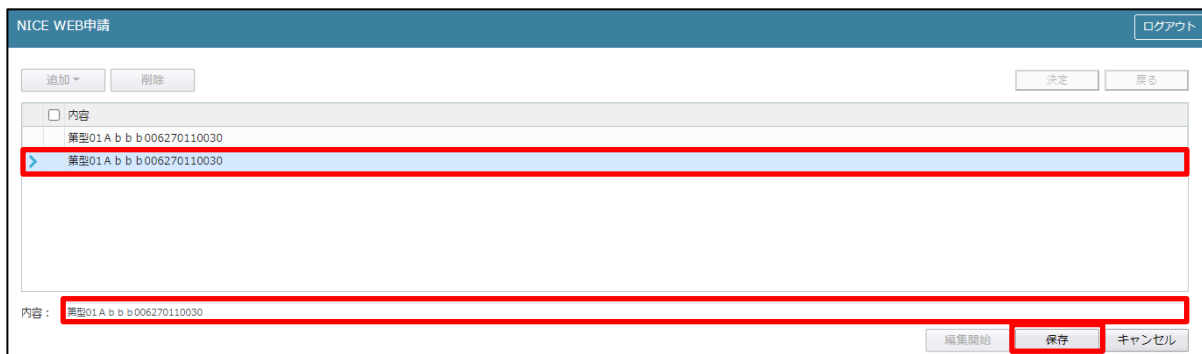 NICE WEB申請 ログアウト
追加 削除 決定 戻る
内容
第型01Ａｂｂｂ006270110030
第型01Ａｂｂｂ006270110030
内容： 第型01Ａｂｂｂ006270110030
編集開始 保存 キャンセル